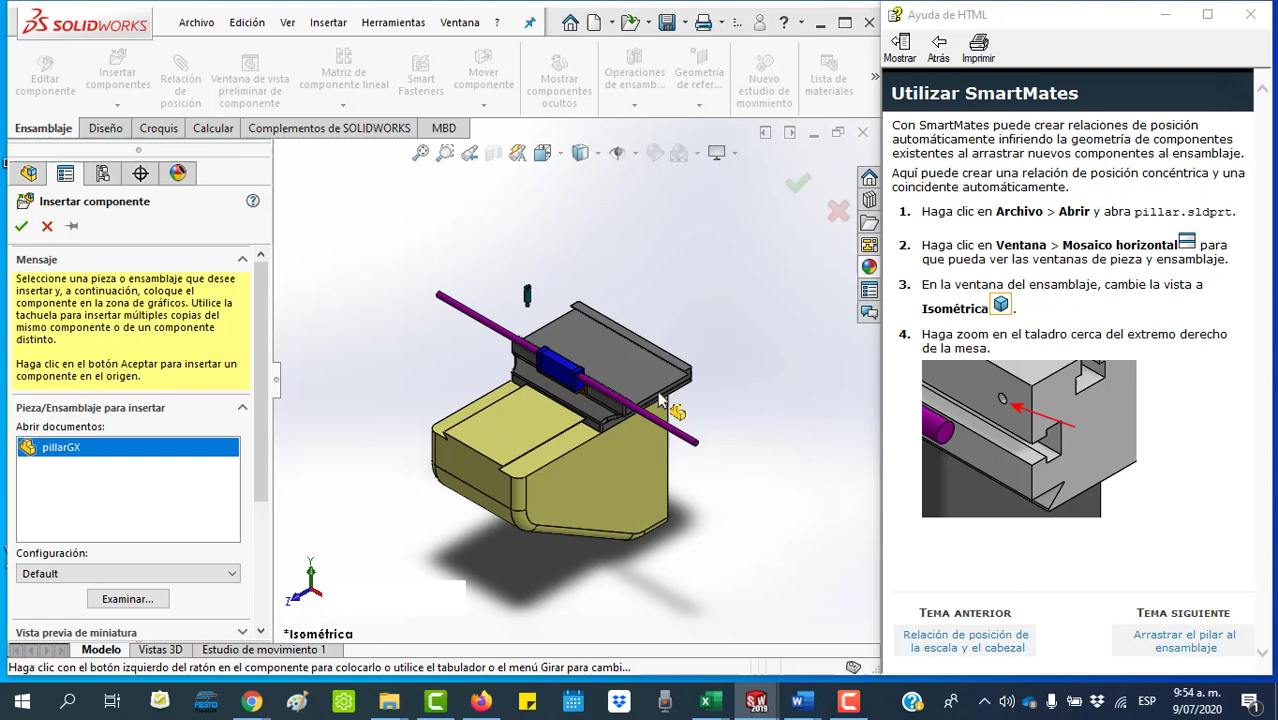 SOLIDWORKS
Archivo Edición Ver Insertar Herramientas Ventana
Editar componente
Insertar componentes
Relación de posición
Ventana de vista preliminar de componente
Matriz de componente lineal
Smart Fasteners
Mover componente
Mostrar componentes ocultos
Operaciones de ensamb...
Geometría de refer...
Nuevo estudio de movimiento
Lista de materiales
Ensamblaje Diseño Croquis Calcular Complementos de SOLIDWORKS MBD
Insertar componente
Mensaje
Seleccione una pieza o ensamblaje que desee
insertar y, a continuación, coloque el
componente en la zona de gráficos. Utilice la
tachuela para insertar múltiples copias del
mismo componente o de un componente
distinto.
Haga clic en el botón Aceptar para insertar un
componente en el origen.
Pieza/Ensamblaje para insertar
Abrir documentos:
pillarGX
Configuración:
Default
Examinar...
Vista previa de miniatura
Y
Z
*Isométrica
Modelo Vistas 3D Estudio de movimiento 1
Haga clic con el botón izquierdo del ratón en el componente para colocarlo o utilice el tabulador o el menú Girar para cambi...
Ayuda de HTML
Mostrar Atrás Imprimir
Utilizar SmartMates
Con SmartMates puede crear relaciones de posición
automáticamente infiriendo la geometría de componentes
existentes al arrastrar nuevos componentes al ensamblaje.
Aquí puede crear una relación de posición concéntrica y una
coincidente automáticamente.
1. Haga clic en Archivo > Abrir y abra pillar.sldprt.
2. Haga clic en Ventana > Mosaico horizontal para
que pueda ver las ventanas de pieza y ensamblaje.
3. En la ventana del ensamblaje, cambie la vista a
Isométrica.
4. Haga zoom en el taladro cerca del extremo derecho
de la mesa.
TEMA ANTERIOR
Relación de posición de
la escala y el cabezal
TEMA SIGUIENTE
Arrastrar el pilar al
ensamblaje
FESTO
SW
2019
ESP
9:54 a. m.
9/07/2020